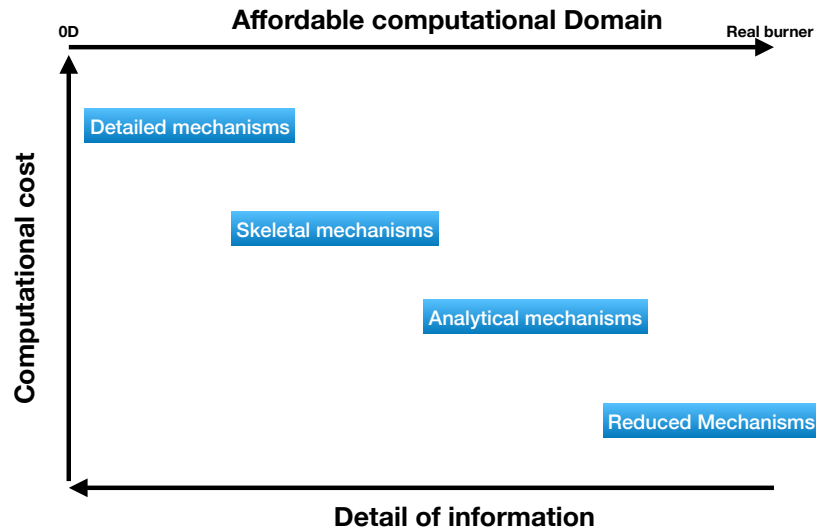 Affordable computational Domain
0D
Real burner
Computational cost
Detailed mechanisms
Skeletal mechanisms
Analytical mechanisms
Reduced Mechanisms
Detail of information